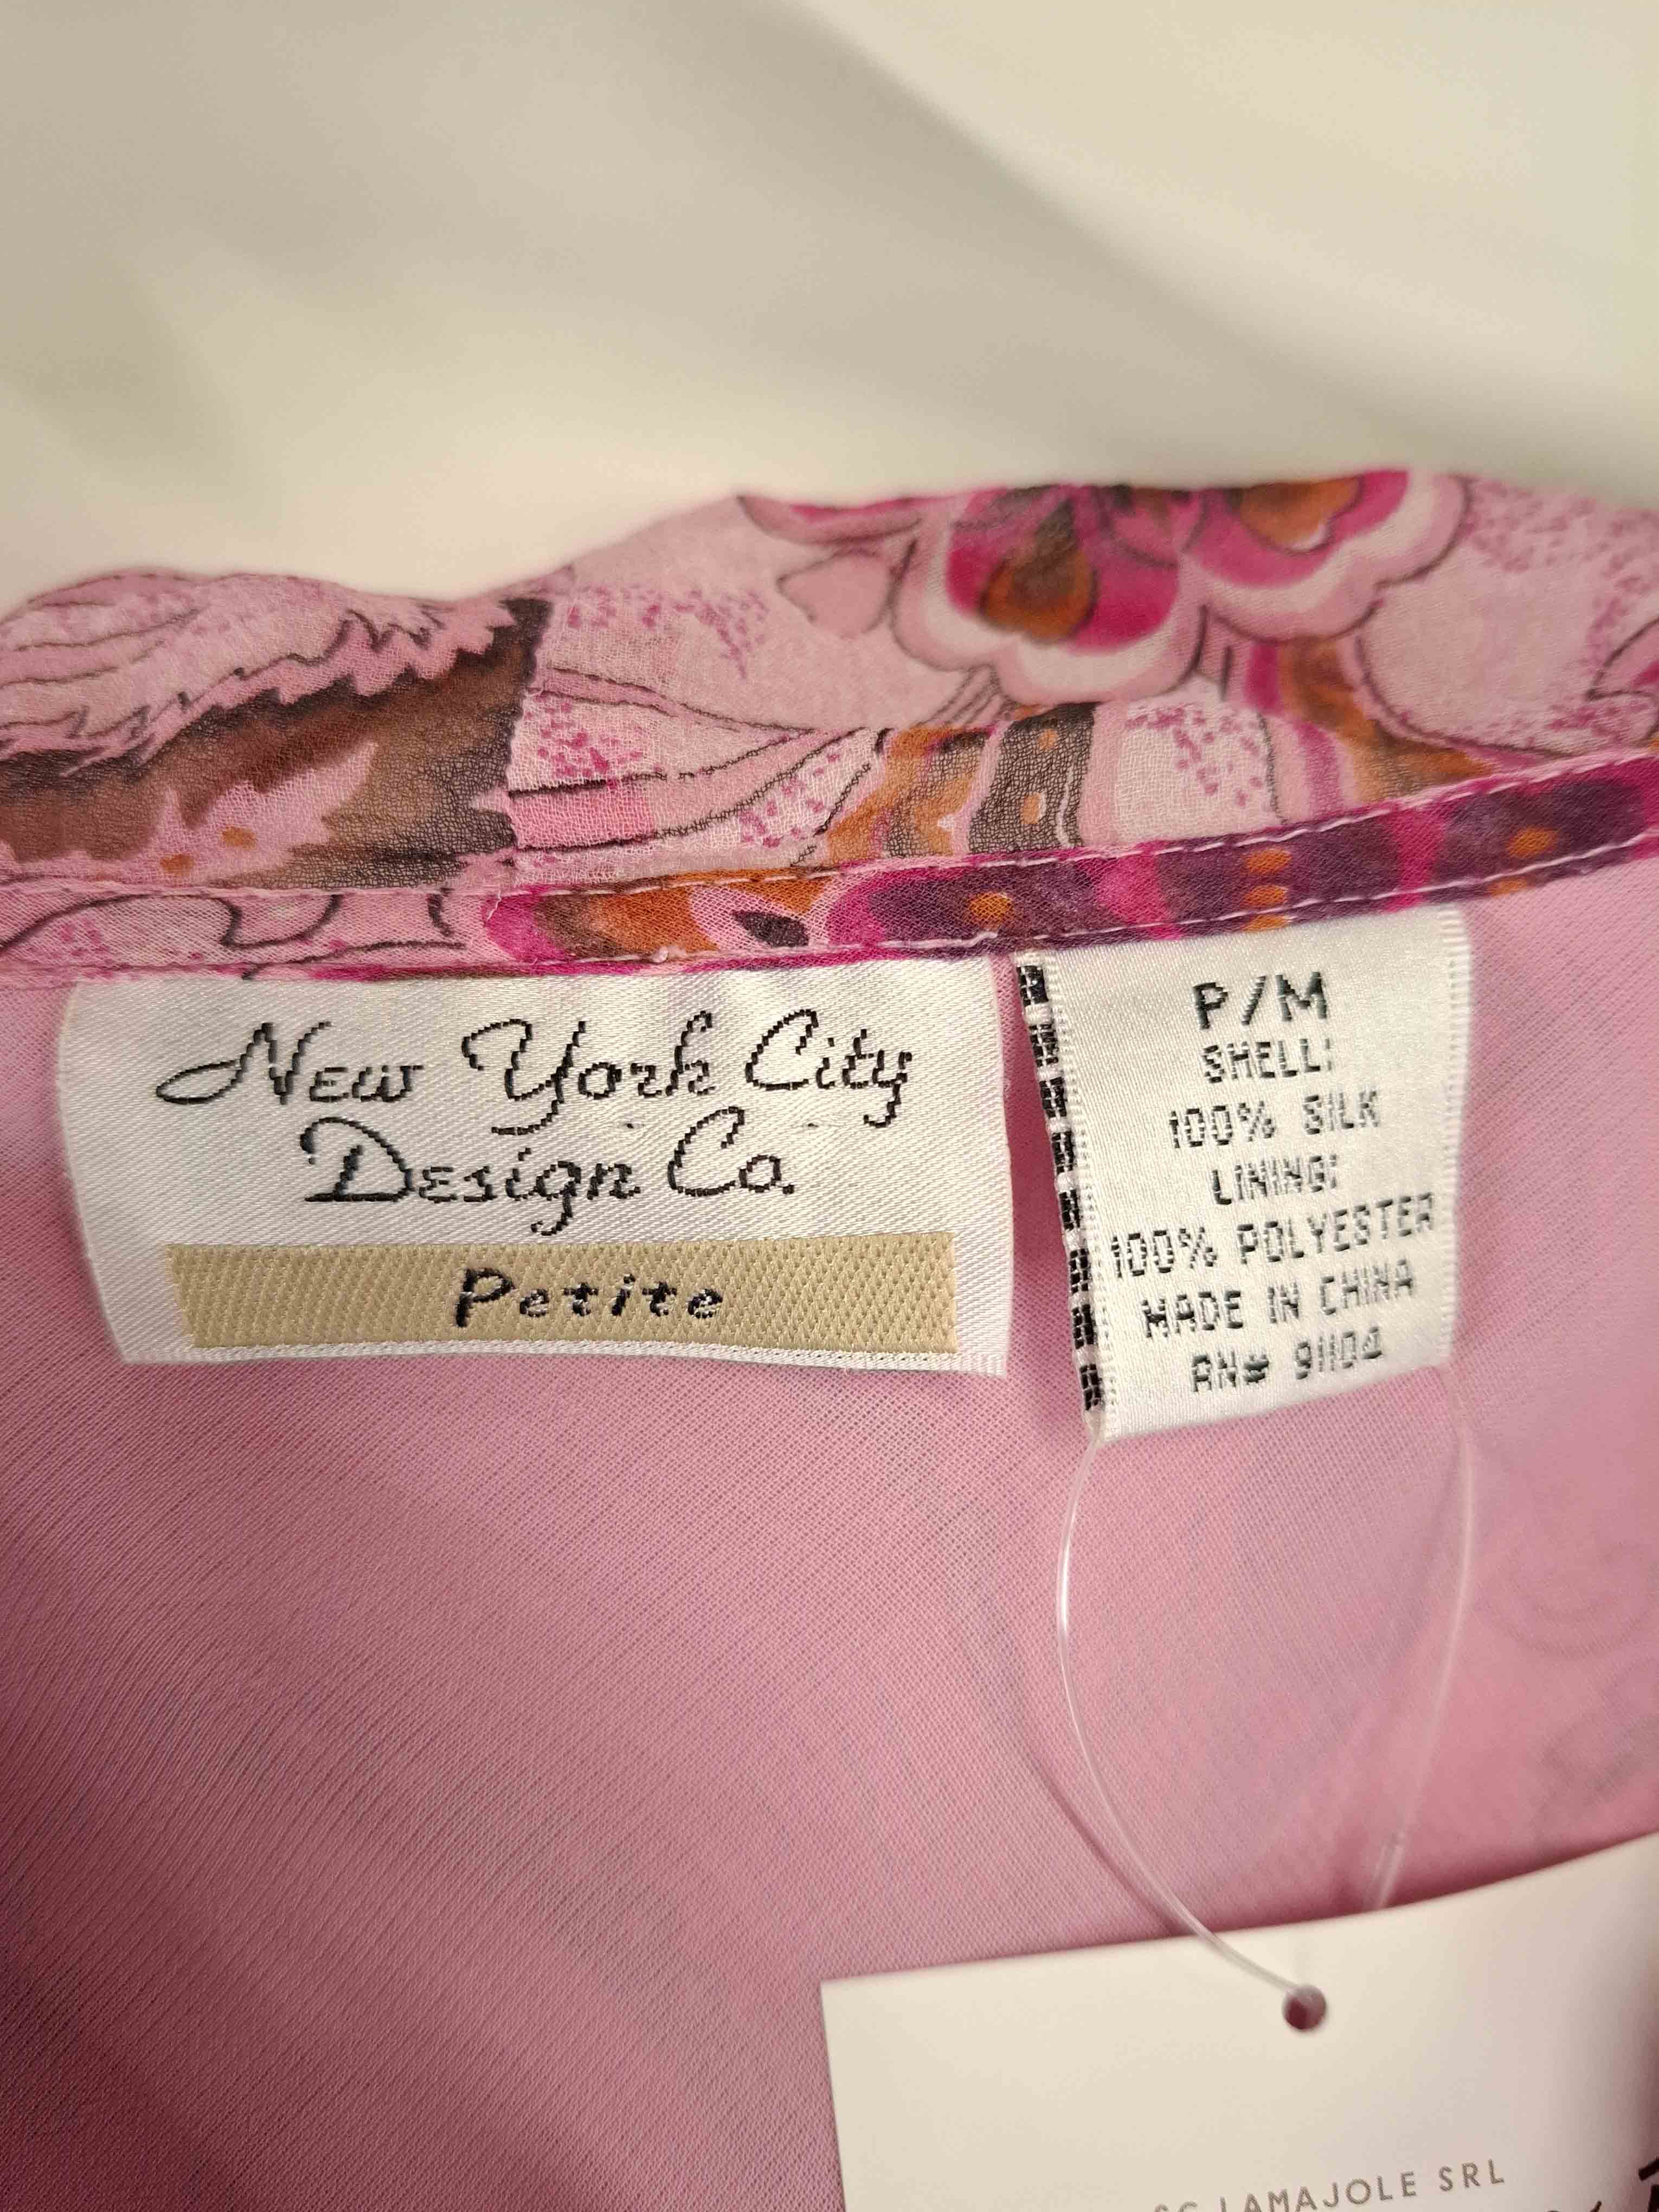 New York City
Design Co.
Petite
P/M
SHELL:
100% SILK
LINING:
100% POLYESTER
MADE IN CHINA
RN# 91104
SC LAMAJOLE SRL